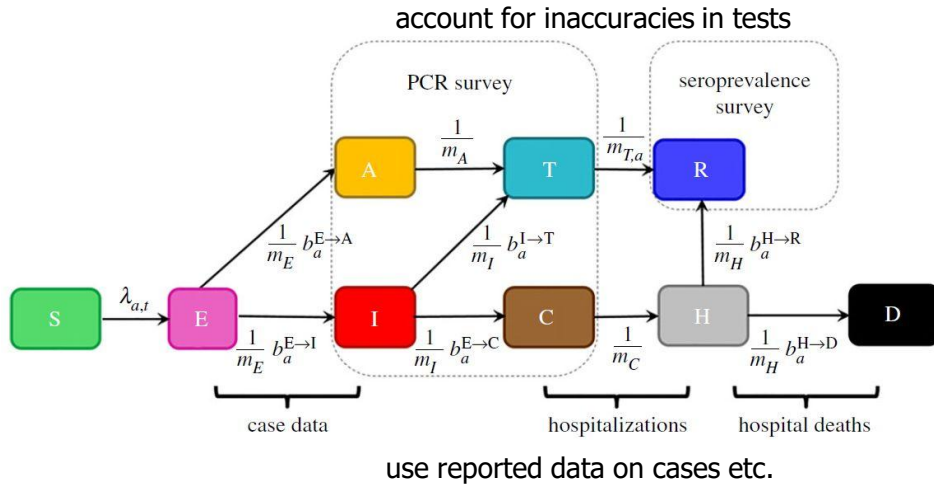 account for inaccuracies in tests
PCR survey
seroprevalence
survey
A
1/m_A
T
1/m_{T,a}
R
1/m_E b_a^{E→A}
1/m_I b_a^{I→T}
1/m_H b_a^{H→R}
S
λ_{a,t}
E
I
C
H
D
1/m_E b_a^{E→I}
1/m_I b_a^{E→C}
1/m_C
1/m_H b_a^{H→D}
case data
hospitalizations
hospital deaths
use reported data on cases etc.